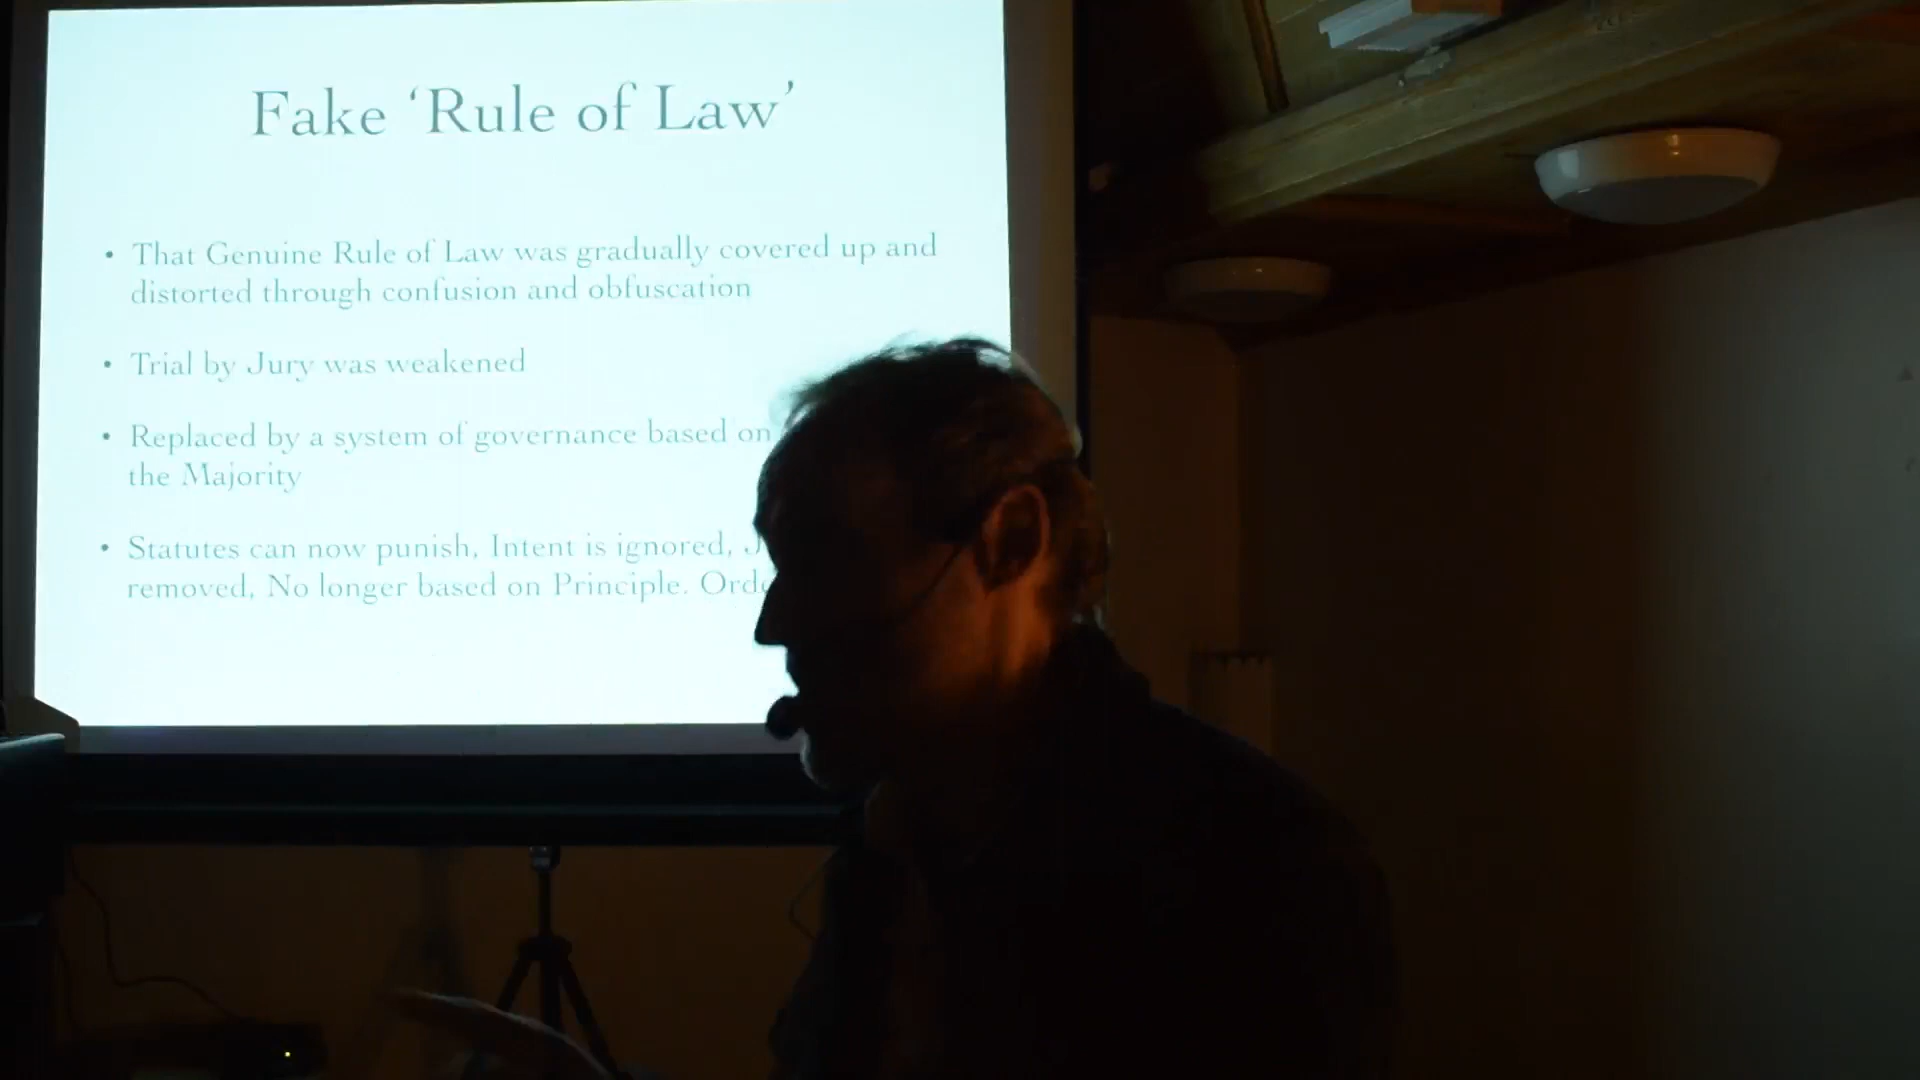 Fake ‘Rule of Law’
• That Genuine Rule of Law was gradually covered up and
distorted through confusion and obfuscation
• Trial by Jury was weakened
• Replaced by a system of governance based on
the Majority
• Statutes can now punish, Intent is ignored,
removed, No longer based on Principle.